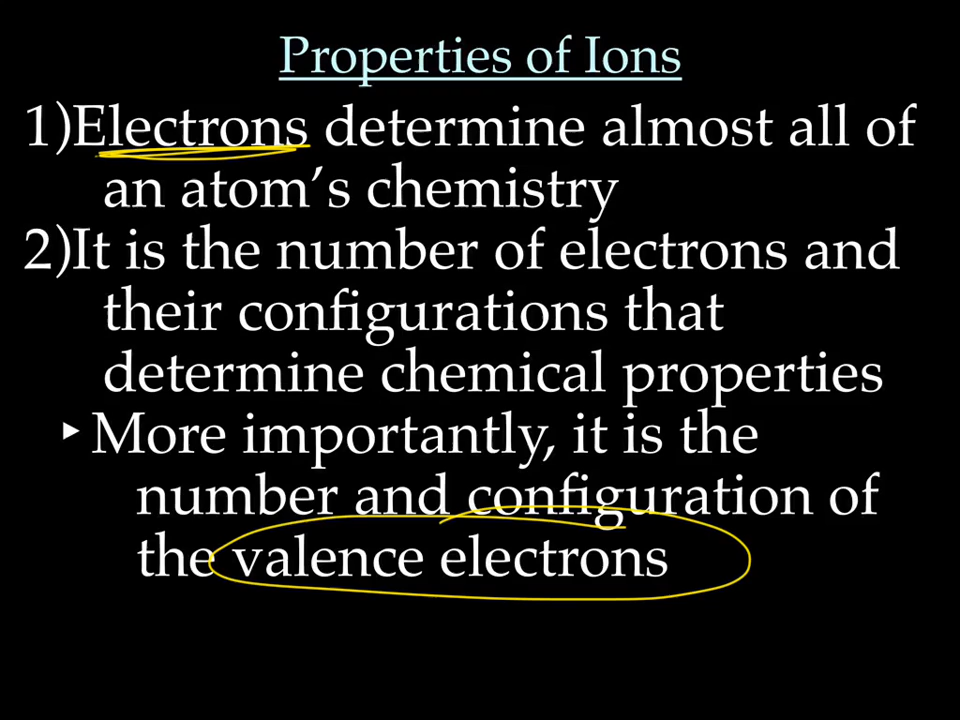 Properties of Ions
1)Electrons determine almost all of
an atom’s chemistry
2)It is the number of electrons and
their configurations that
determine chemical properties
▸More importantly, it is the
number and configuration of
the valence electrons